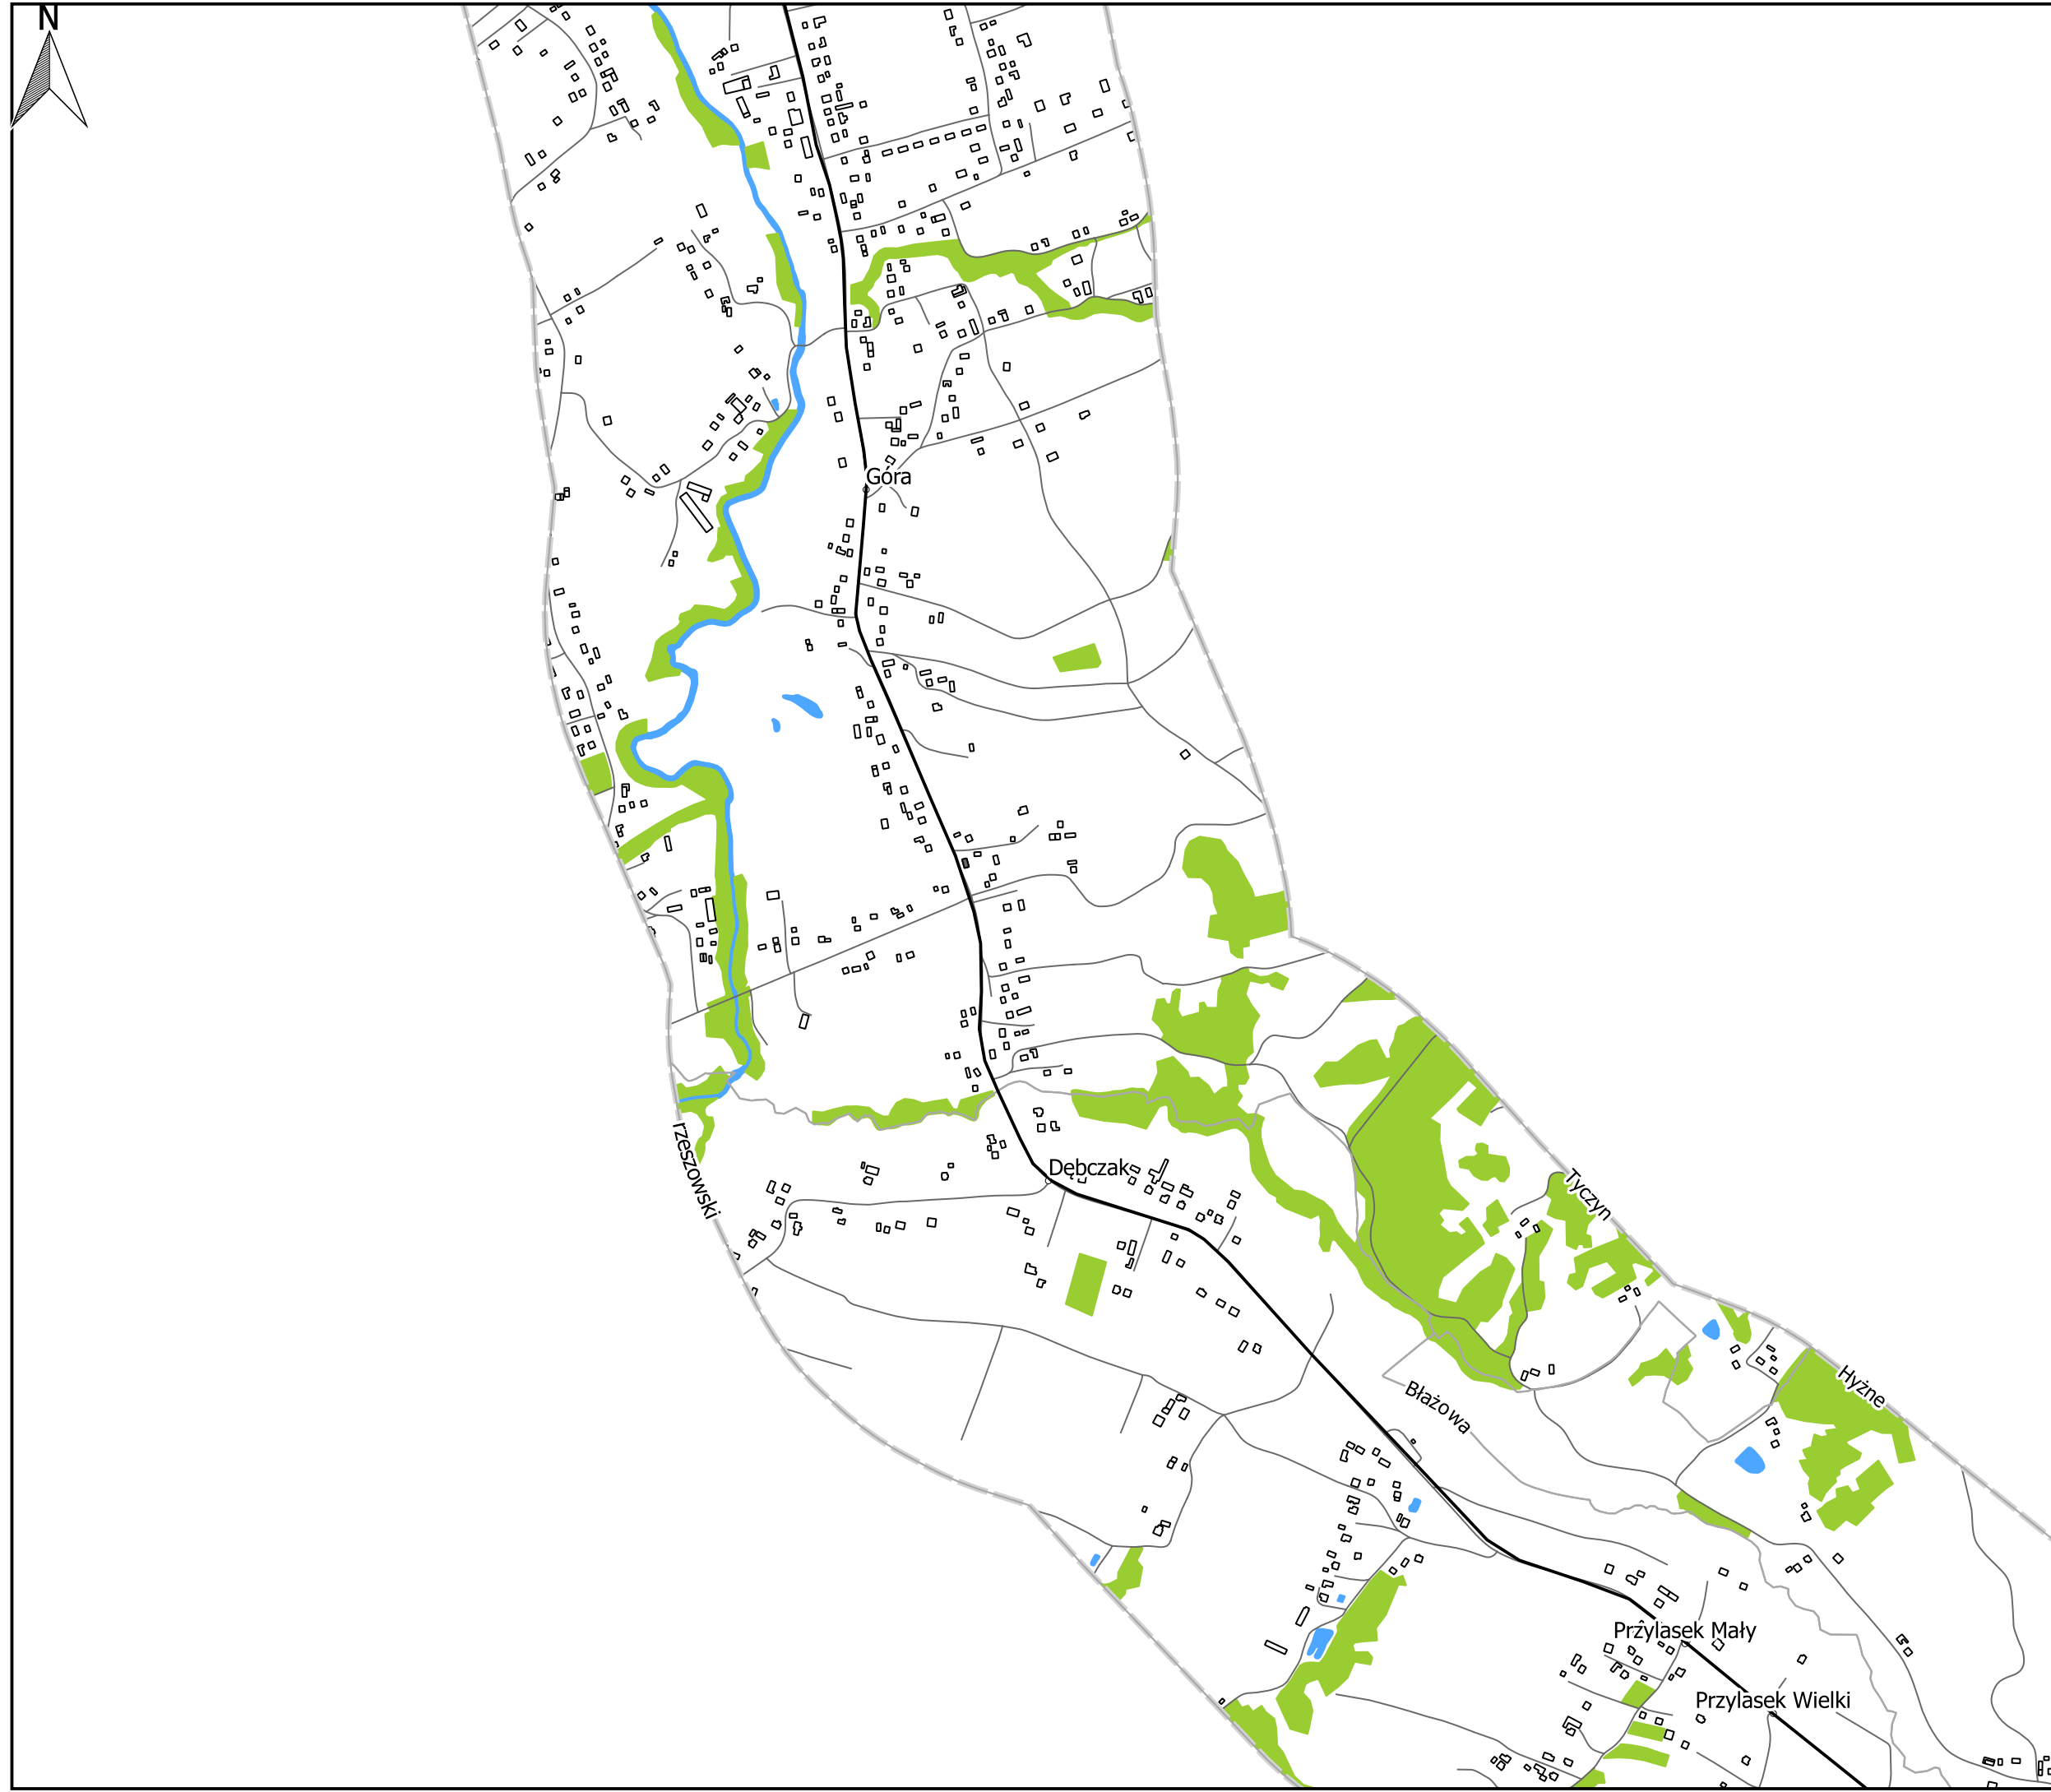 N
Góra
Dębczak
rzeszowski
Tyczyn
Hyżne
Błażowa
Przylasek Mały
Przylasek Wielki